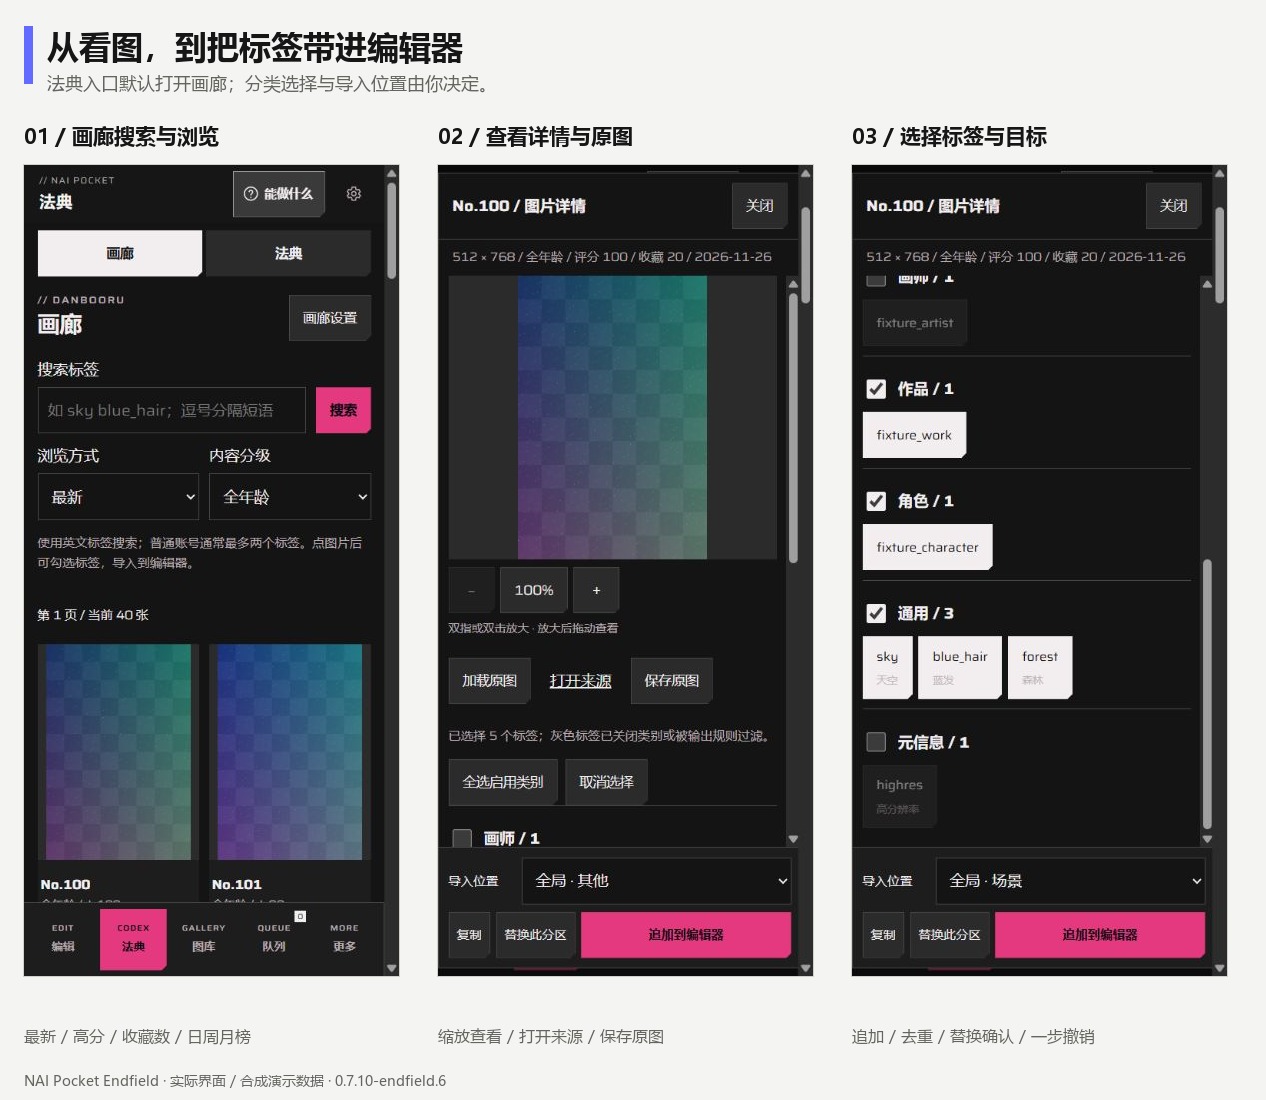 从看图，到把标签带进编辑器
法典入口默认打开画廊；分类选择与导入位置由你决定。
01 / 画廊搜索与浏览
// NAI POCKET
法典
? 能做什么
画廊
法典
// DANBOORU
画廊
画廊设置
搜索标签
如 sky blue_hair；逗号分隔短语
搜索
浏览方式
内容分级
最新
全年龄
使用英文标签搜索；普通账号通常最多两个标签。点图片后
可勾选标签，导入到编辑器。
第 1 页 / 当前 40 张
No.100
No.101
EDIT
编辑
CODEX
法典
GALLERY
图库
0
QUEUE
队列
MORE
更多
最新 / 高分 / 收藏数 / 日周月榜
02 / 查看详情与原图
No.100 / 图片详情
关闭
512 × 768 / 全年龄 / 评分 100 / 收藏 20 / 2026-11-26
−
100%
+
双指或双击放大 · 放大后拖动查看
加载原图
打开来源
保存原图
已选择 5 个标签；灰色标签已关闭类别或被输出规则过滤。
全选启用类别
取消选择
画师 / 1
导入位置
全局 · 其他
复制
替换此分区
追加到编辑器
缩放查看 / 打开来源 / 保存原图
03 / 选择标签与目标
No.100 / 图片详情
关闭
512 × 768 / 全年龄 / 评分 100 / 收藏 20 / 2026-11-26
画师 / 1
fixture_artist
作品 / 1
fixture_work
角色 / 1
fixture_character
通用 / 3
sky
天空
blue_hair
蓝发
forest
森林
元信息 / 1
highres
高分辨率
导入位置
全局 · 场景
复制
替换此分区
追加到编辑器
追加 / 去重 / 替换确认 / 一步撤销
NAI Pocket Endfield · 实际界面 / 合成演示数据 · 0.7.10-endfield.6